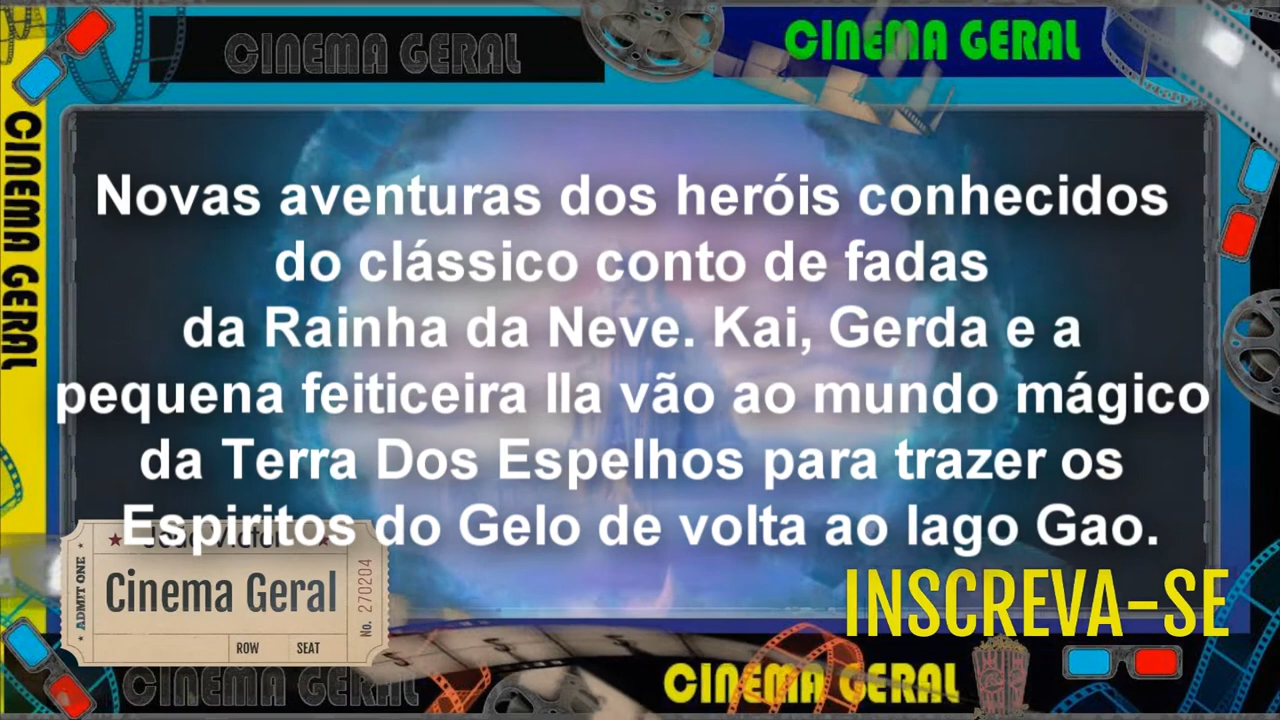 CINEMA GERAL
CINEMA GERAL
CINEMA GERAL
Novas aventuras dos heróis conhecidos
do clássico conto de fadas
da Rainha da Neve. Kai, Gerda e a
pequena feiticeira Ila vão ao mundo mágico
da Terra Dos Espelhos para trazer os
Espiritos do Gelo de volta ao lago Gao.
ADMIT ONE
Cinema Geral
No. 270204
ROW SEAT
INSCREVA-SE
CINEMA GERAL
CINEMA GERAL